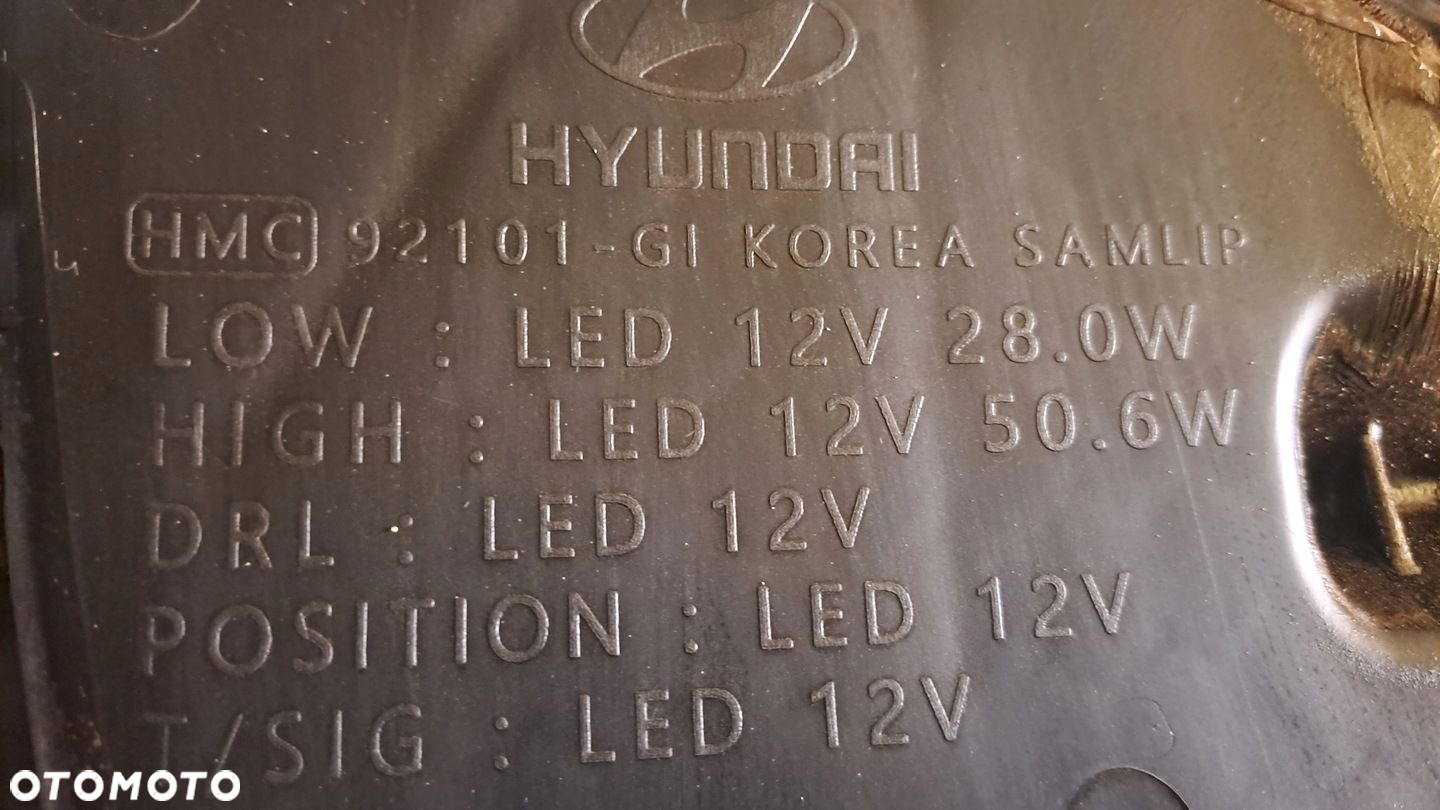 HYUNDAI
HMC 92101-GI KOREA SAMLIP
LOW : LED 12V 28.0W
HIGH : LED 12V 50.6W
DRL : LED 12V
POSITION : LED 12V
T/SIG : LED 12V
OTOMOTO